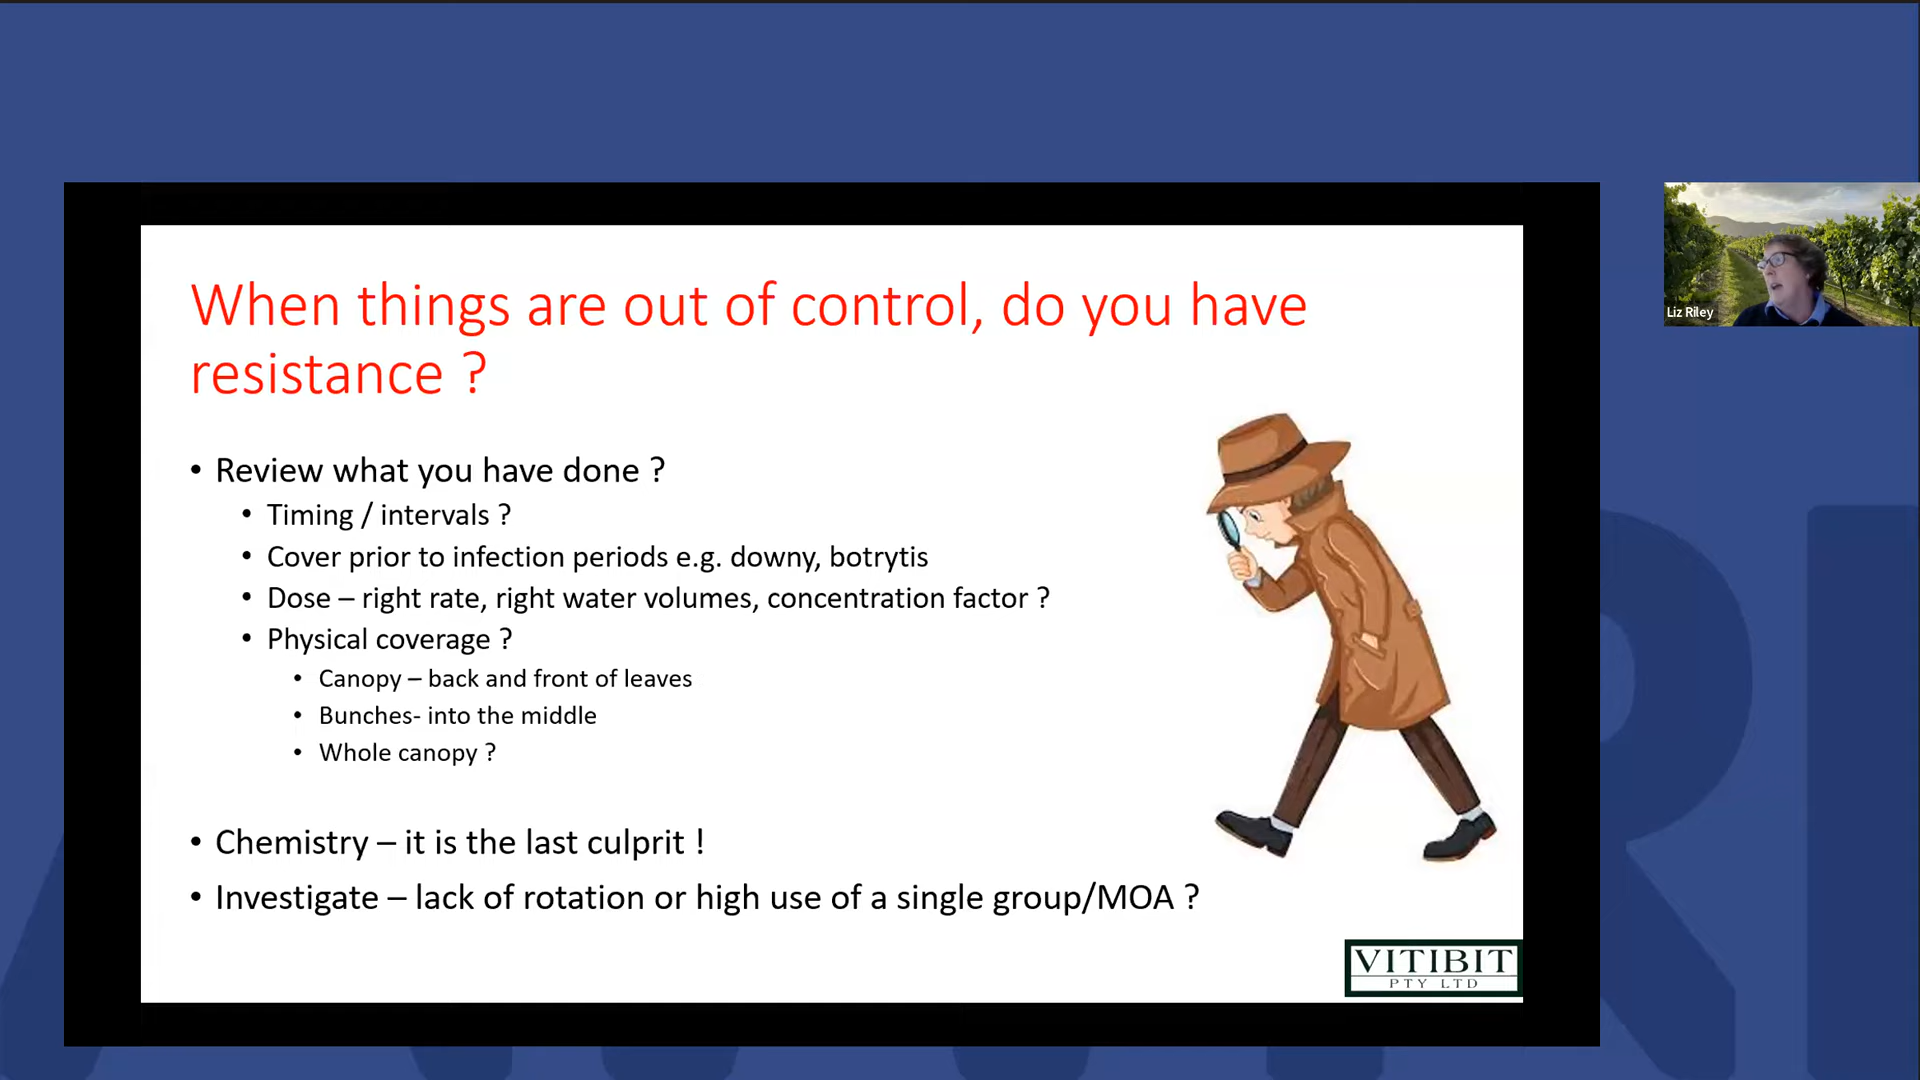 When things are out of control, do you have
resistance ?
• Review what you have done ?
• Timing / intervals ?
• Cover prior to infection periods e.g. downy, botrytis
• Dose – right rate, right water volumes, concentration factor ?
• Physical coverage ?
• Canopy – back and front of leaves
• Bunches- into the middle
• Whole canopy ?
• Chemistry – it is the last culprit !
• Investigate – lack of rotation or high use of a single group/MOA ?
VITIBIT
PTY LTD
Liz Riley